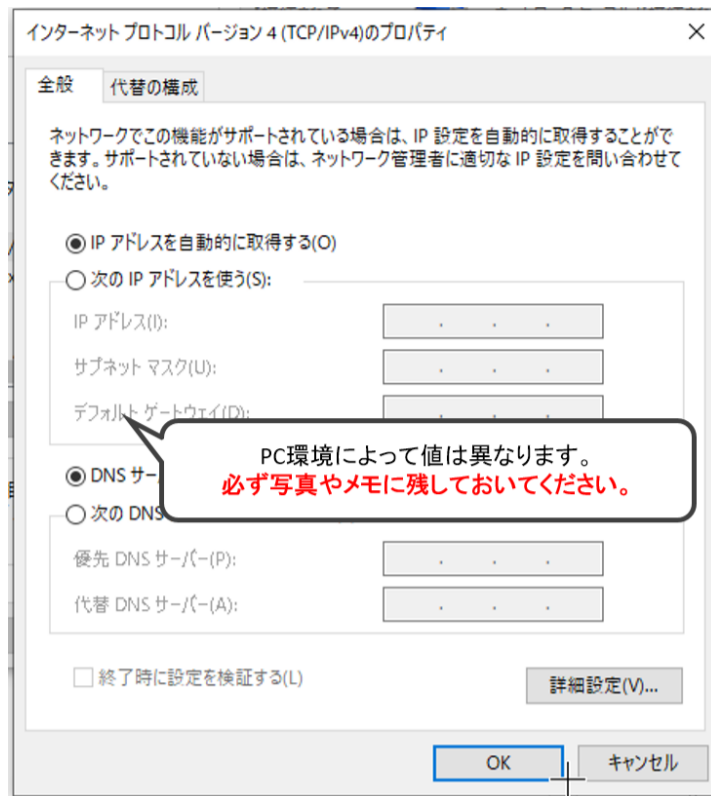 インターネット プロトコル バージョン 4 (TCP/IPv4)のプロパティ
全般
代替の構成
ネットワークでこの機能がサポートされている場合は、IP 設定を自動的に取得することがで
きます。サポートされていない場合は、ネットワーク管理者に適切な IP 設定を問い合わせて
ください。
IP アドレスを自動的に取得する(O)
次の IP アドレスを使う(S):
IP アドレス(I):
サブネット マスク(U):
デフォルト ゲートウェイ(D):
PC環境によって値は異なります。
必ず写真やメモに残しておいてください。
DNS サーバ
次の DNS
優先 DNS サーバー(P):
代替 DNS サーバー(A):
終了時に設定を検証する(L)
詳細設定(V)...
OK
キャンセル